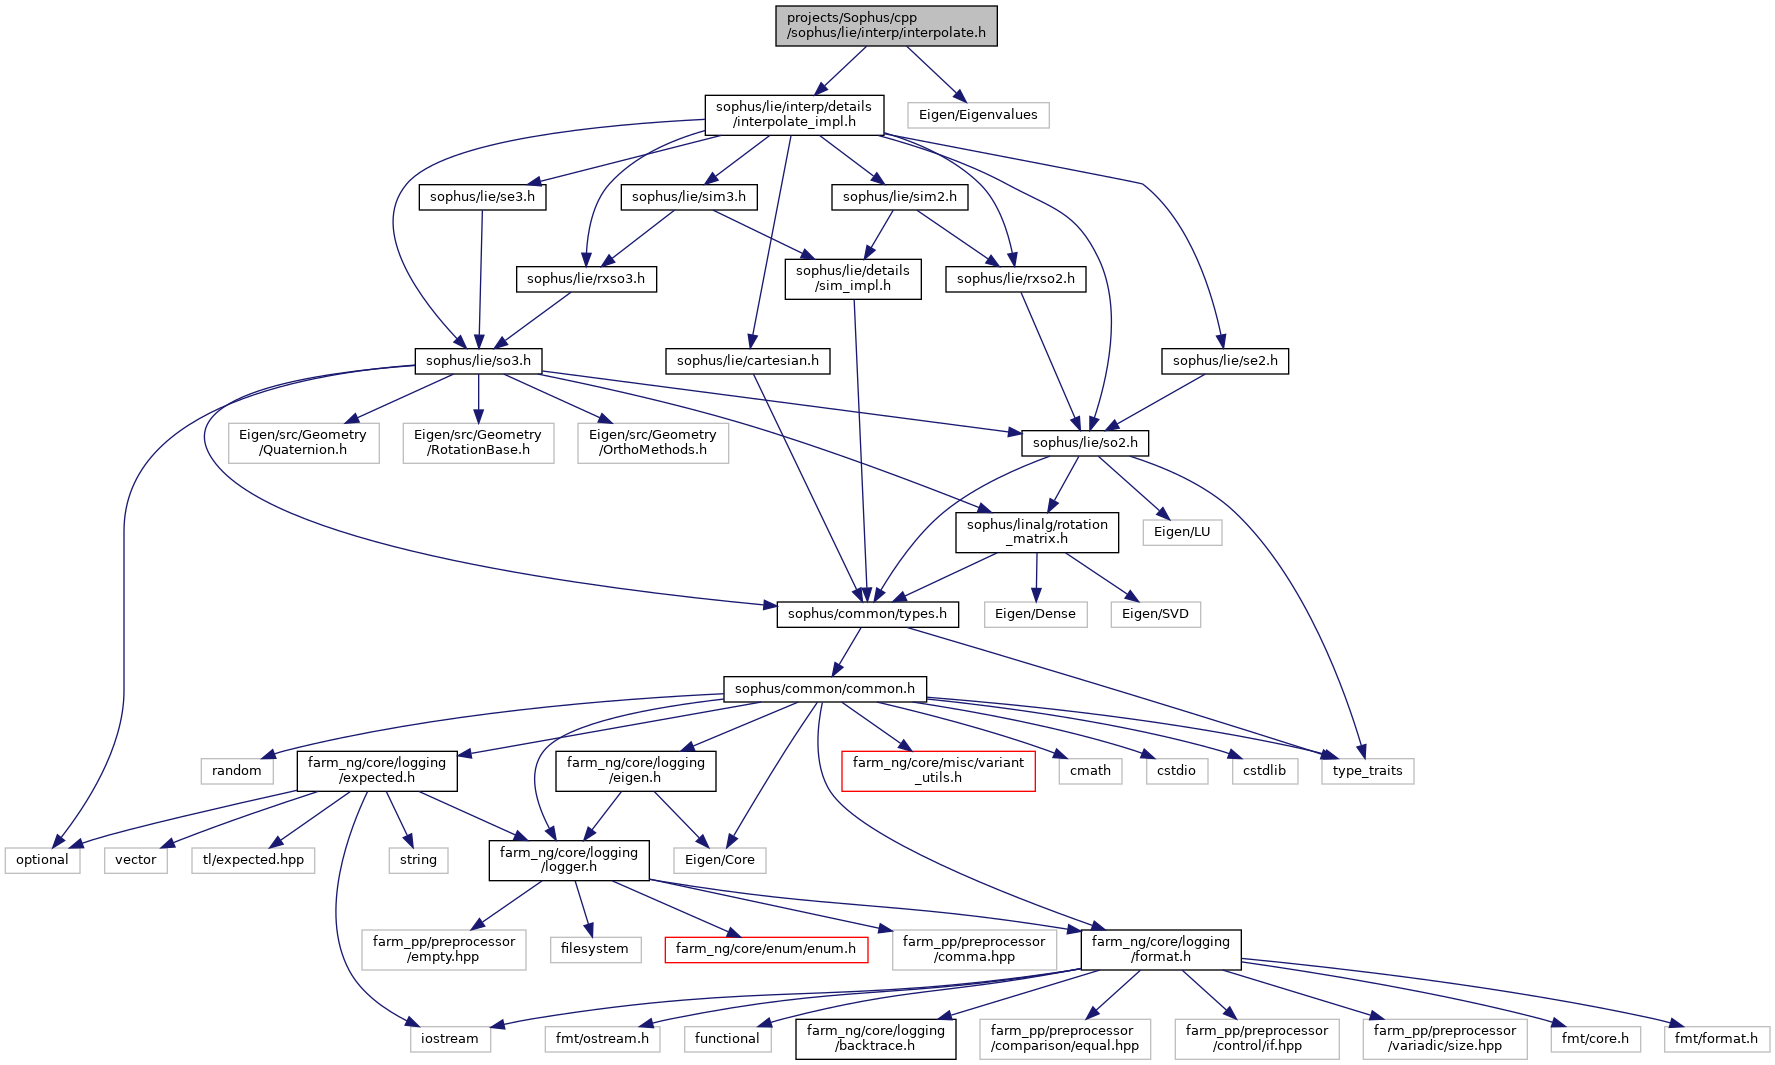 projects/Sophus/cpp
/sophus/lie/interp/interpolate.h
sophus/lie/interp/details
/interpolate_impl.h
Eigen/Eigenvalues
sophus/lie/se3.h
sophus/lie/sim3.h
sophus/lie/sim2.h
sophus/lie/rxso3.h
sophus/lie/details
/sim_impl.h
sophus/lie/rxso2.h
sophus/lie/so3.h
sophus/lie/cartesian.h
sophus/lie/se2.h
Eigen/src/Geometry
/Quaternion.h
Eigen/src/Geometry
/RotationBase.h
Eigen/src/Geometry
/OrthoMethods.h
sophus/lie/so2.h
sophus/linalg/rotation
_matrix.h
Eigen/LU
sophus/common/types.h
Eigen/Dense
Eigen/SVD
sophus/common/common.h
random
farm_ng/core/logging
/expected.h
farm_ng/core/logging
/eigen.h
farm_ng/core/misc/variant
_utils.h
cmath
cstdio
cstdlib
type_traits
optional
vector
tl/expected.hpp
string
farm_ng/core/logging
/logger.h
Eigen/Core
farm_pp/preprocessor
/empty.hpp
filesystem
farm_ng/core/enum/enum.h
farm_pp/preprocessor
/comma.hpp
farm_ng/core/logging
/format.h
iostream
fmt/ostream.h
functional
farm_ng/core/logging
/backtrace.h
farm_pp/preprocessor
/comparison/equal.hpp
farm_pp/preprocessor
/control/if.hpp
farm_pp/preprocessor
/variadic/size.hpp
fmt/core.h
fmt/format.h